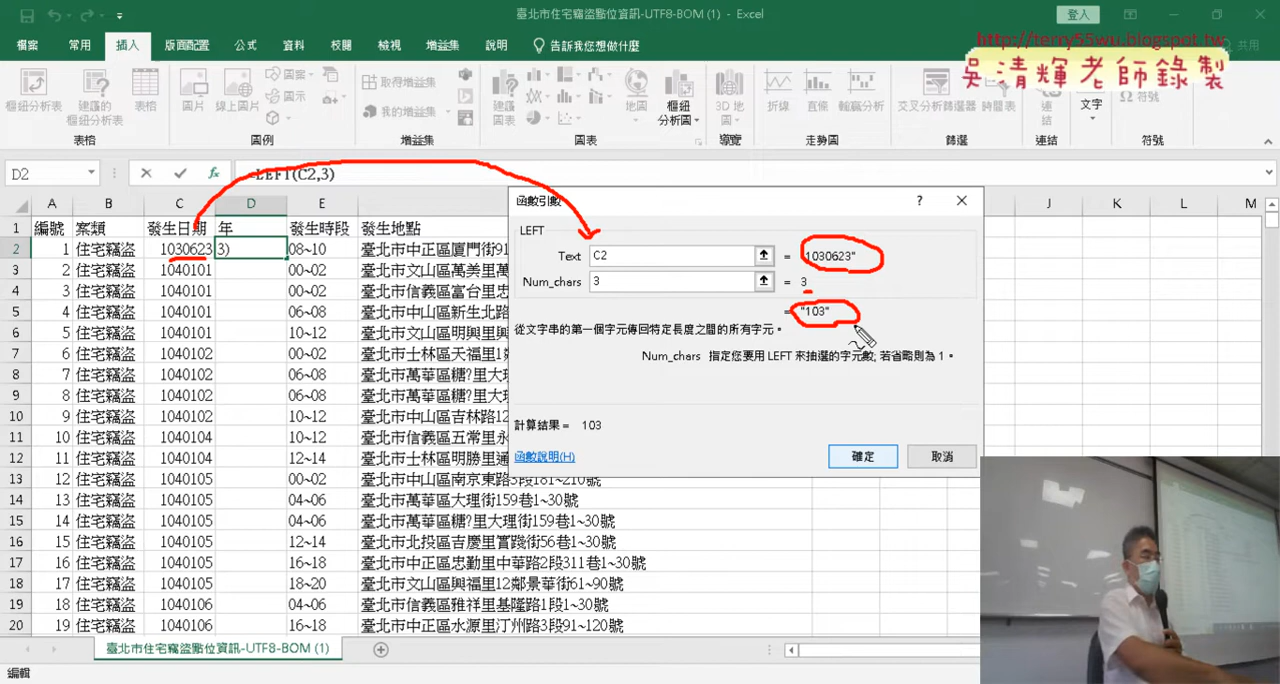 臺北市住宅竊盜點位資訊-UTF8-BOM (1) - Excel
登入
檔案 常用 插入 版面配置 公式 資料 校閱 檢視 增益集 說明 告訴我您想做什麼 共用
http://terry55wu.blogspot.tw
吳清輝老師錄製
樞紐分析表 建議的樞紐分析表 表格 圖片 線上圖片 圖案 圖示 取得增益集 我的增益集 建議圖表 地圖 樞紐分析圖 3D 地圖 折線 直條 輸贏分析 交叉分析篩選器 時間表 連結 文字 符號
表格 圖例 增益集 圖表 導覽 走勢圖 篩選 連結 符號
D2 fx =LEFT(C2,3)
A B C D E J K L M
1 編號 案類 發生日期 年 發生時段 發生地點
2 1 住宅竊盜 1030623 3) 08~10 臺北市中正區廈門街91
3 2 住宅竊盜 1040101 00~02 臺北市文山區萬美里萬
4 3 住宅竊盜 1040101 00~02 臺北市信義區富台里忠
5 4 住宅竊盜 1040101 06~08 臺北市中山區新生北路
6 5 住宅竊盜 1040101 10~12 臺北市文山區明興里興
7 6 住宅竊盜 1040102 00~02 臺北市士林區天福里1
8 7 住宅竊盜 1040102 06~08 臺北市萬華區糖?里大理
9 8 住宅竊盜 1040102 06~08 臺北市萬華區糖?里大理
10 9 住宅竊盜 1040102 10~12 臺北市中山區吉林路12
11 10 住宅竊盜 1040104 10~12 臺北市信義區五常里永
12 11 住宅竊盜 1040104 12~14 臺北市士林區明勝里通
13 12 住宅竊盜 1040105 00~02 臺北市中山區南京東路3段181~210號
14 13 住宅竊盜 1040105 04~06 臺北市萬華區大理街159巷1~30號
15 14 住宅竊盜 1040105 04~06 臺北市萬華區糖?里大理街159巷1~30號
16 15 住宅竊盜 1040105 12~14 臺北市北投區吉慶里實踐街56巷1~30號
17 16 住宅竊盜 1040105 16~18 臺北市中正區忠勤里中華路2段311巷1~30號
18 17 住宅竊盜 1040105 18~20 臺北市文山區興福里12鄰景華街61~90號
19 18 住宅竊盜 1040106 04~06 臺北市信義區雅祥里基隆路1段1~30號
20 19 住宅竊盜 1040106 16~18 臺北市中正區水源里汀州路3段91~120號
函數引數 ?
LEFT
Text C2 = "1030623"
Num_chars 3 = 3
= "103"
從文字串的第一個字元傳回特定長度之間的所有字元。
Num_chars 指定您要用 LEFT 來抽選的字元數; 若省略則為 1。
計算結果 = 103
函數說明(H)
確定 取消
臺北市住宅竊盜點位資訊-UTF8-BOM (1)
編輯